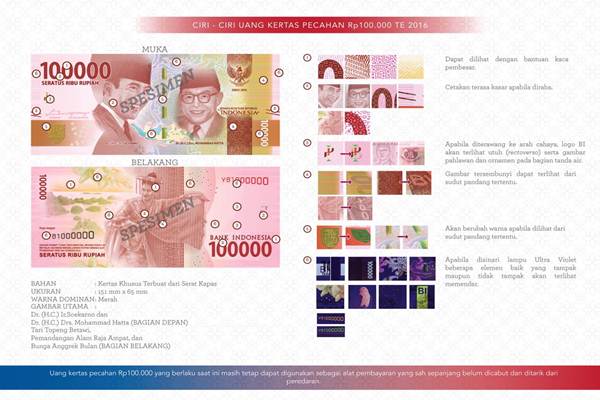 CIRI - CIRI UANG KERTAS PECAHAN Rp100.000 TE 2016
MUKA
100000
SERATUS RIBU RUPIAH
SPESIMEN
INDONESIA
100000
BELAKANG
100000
SPESIMEN
BANK INDONESIA
SERATUS RIBU RUPIAH
100000
BAHAN : Kertas Khusus Terbuat dari Serat Kapas
UKURAN : 151 mm x 65 mm
WARNA DOMINAN: Merah
GAMBAR UTAMA :
Dr. (H.C.) Ir.Soekarno dan
Dr. (H.C.) Drs. Mohammad Hatta (BAGIAN DEPAN)
Tari Topeng Betawi,
Pemandangan Alam Raja Ampat, dan
Bunga Anggrek Bulan (BAGIAN BELAKANG)
Dapat dilihat dengan bantuan kaca
pembesar.
Cetakan terasa kasar apabila diraba.
Apabila diterawang ke arah cahaya, logo BI
akan terlihat utuh (rectoverso) serta gambar
pahlawan dan ornamen pada bagian tanda air.
Gambar tersembunyi dapat terlihat dari
sudut pandang tertentu.
Akan berubah warna apabila dilihat dari
sudut pandang tertentu.
Apabila disinari lampu Ultra Violet
beberapa elemen baik yang tampak
maupun tidak tampak akan terlihat
memendar.
Uang kertas pecahan Rp100.000 yang berlaku saat ini masih tetap dapat digunakan sebagai alat pembayaran yang sah sepanjang belum dicabut dan ditarik dari
peredaran.